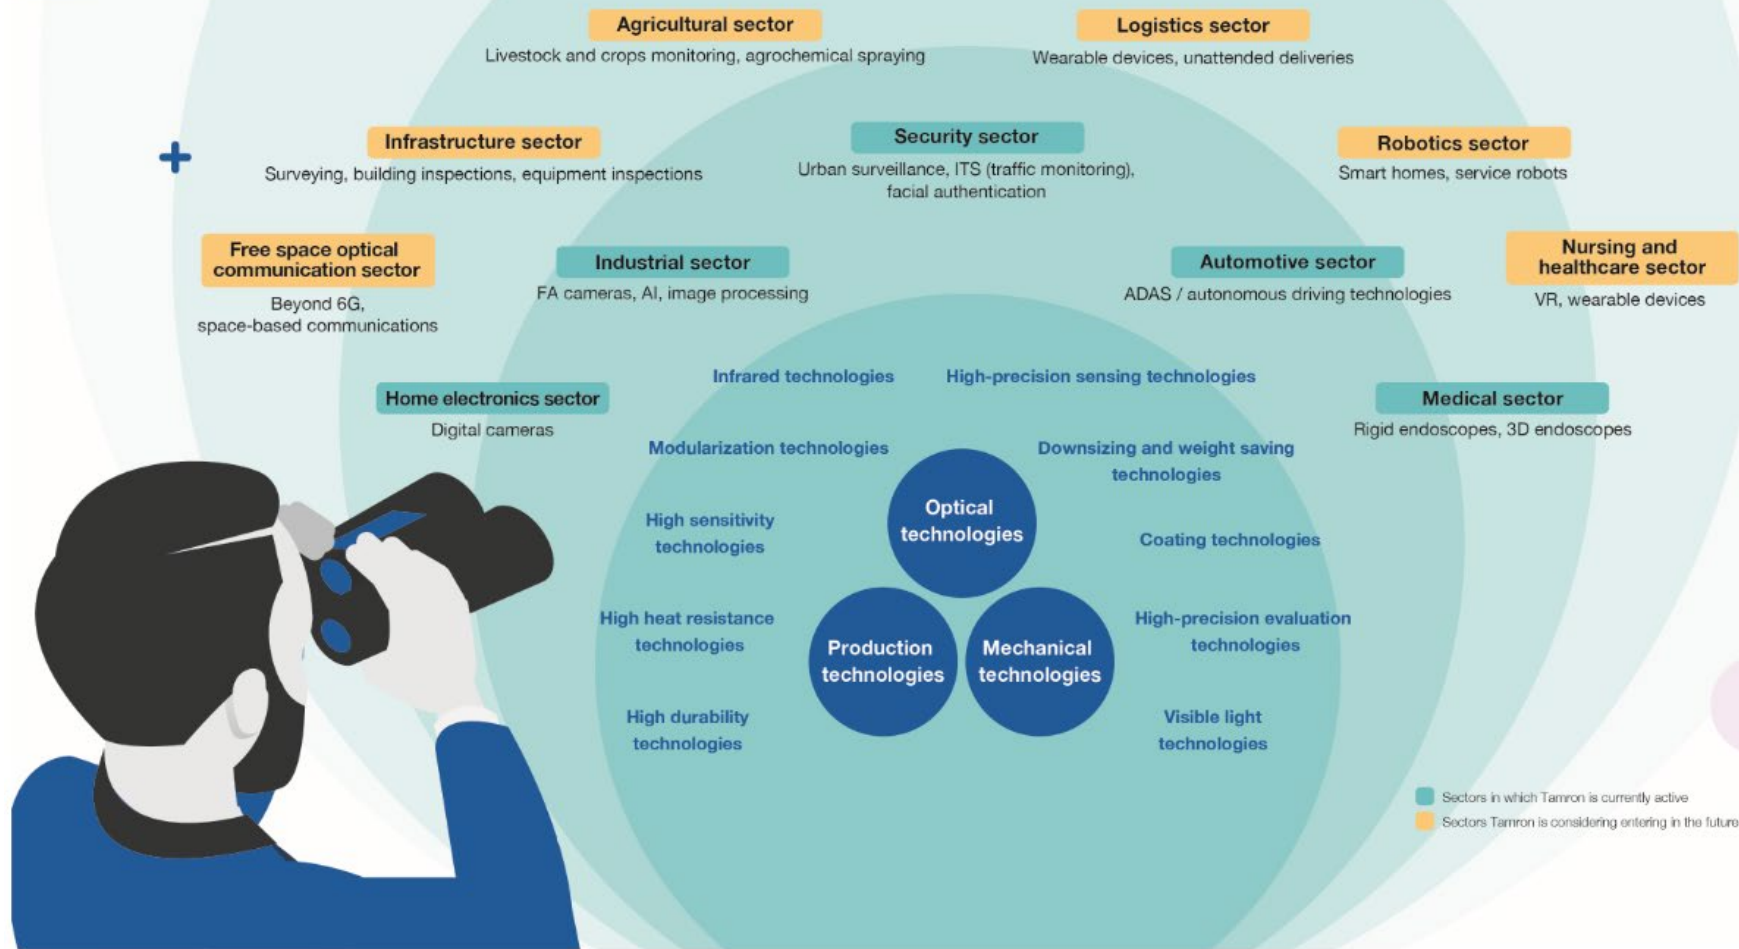 Agricultural sector
Livestock and crops monitoring, agrochemical spraying
Logistics sector
Wearable devices, unattended deliveries
Infrastructure sector
Surveying, building inspections, equipment inspections
Security sector
Urban surveillance, ITS (traffic monitoring),
facial authentication
Robotics sector
Smart homes, service robots
Free space optical
communication sector
Beyond 6G,
space-based communications
Industrial sector
FA cameras, AI, image processing
Automotive sector
ADAS / autonomous driving technologies
Nursing and
healthcare sector
VR, wearable devices
Home electronics sector
Digital cameras
Medical sector
Rigid endoscopes, 3D endoscopes
Infrared technologies
High-precision sensing technologies
Modularization technologies
Downsizing and weight saving
technologies
High sensitivity
technologies
Optical
technologies
Coating technologies
High heat resistance
technologies
Production
technologies
Mechanical
technologies
High-precision evaluation
technologies
High durability
technologies
Visible light
technologies
Sectors in which Tamron is currently active
Sectors Tamron is considering entering in the future